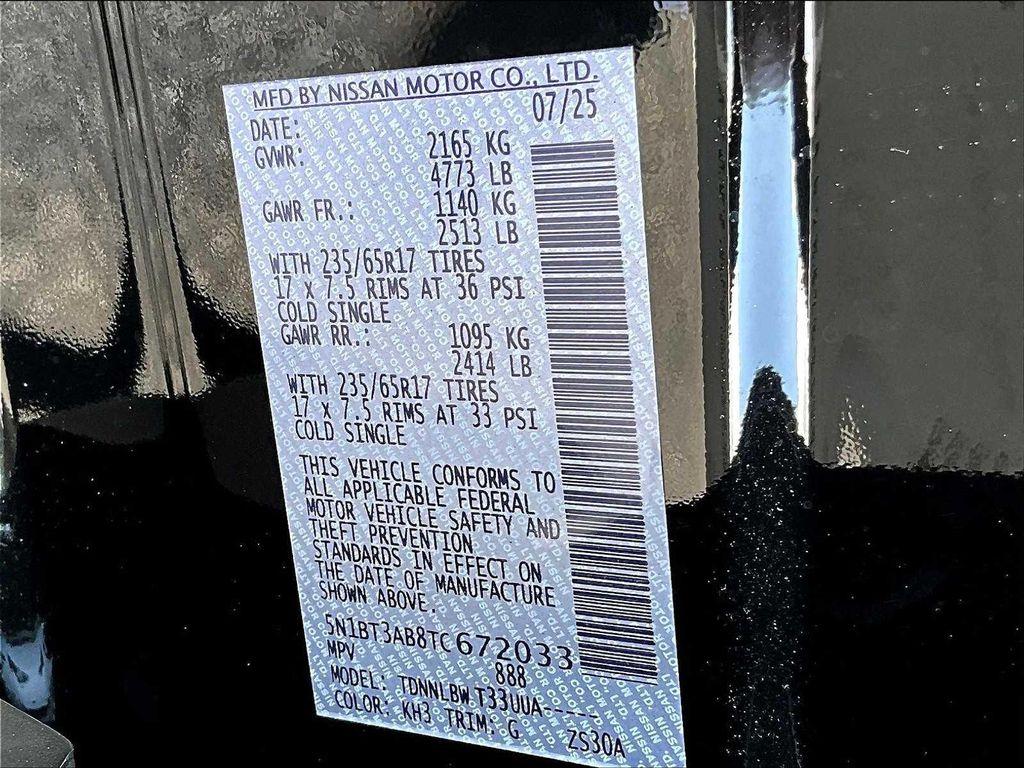 MFD BY NISSAN MOTOR CO., LTD.
DATE: 07/25
GVWR: 2165 KG
4773 LB
GAWR FR.: 1140 KG
2513 LB
WITH 235/65R17 TIRES
17 X 7.5 RIMS AT 36 PSI
COLD SINGLE
GAWR RR.: 1095 KG
2414 LB
WITH 235/65R17 TIRES
17 X 7.5 RIMS AT 33 PSI
COLD SINGLE
THIS VEHICLE CONFORMS TO
ALL APPLICABLE FEDERAL
MOTOR VEHICLE SAFETY AND
THEFT PREVENTION
STANDARDS IN EFFECT ON
THE DATE OF MANUFACTURE
SHOWN ABOVE.
5N1BT3AB8TC672033
MPV 888
MODEL: TDNNLBW T33UUA-----
COLOR: KH3 TRIM: G ZS30A